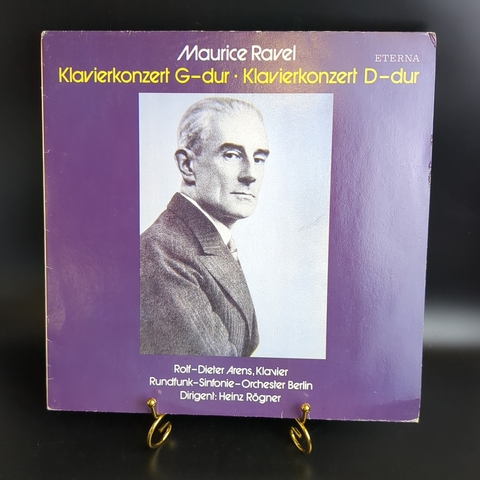 Maurice Ravel
ETERNA
Klavierkonzert G-dur · Klavierkonzert D-dur
Rolf-Dieter Arens, Klavier
Rundfunk-Sinfonie-Orchester Berlin
Dirigent: Heinz Rögner